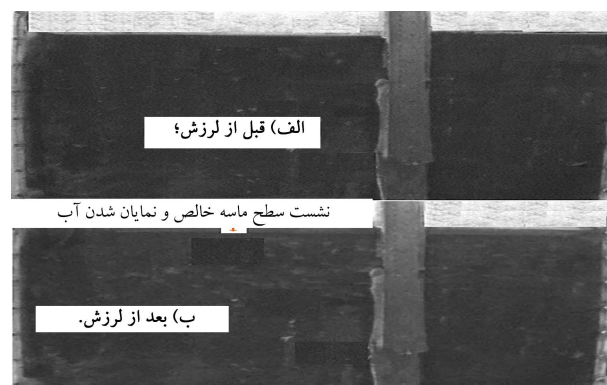 الف) قبل از لرزش؛
نشست سطح ماسه خالص و نمایان شدن آب
ب) بعد از لرزش.